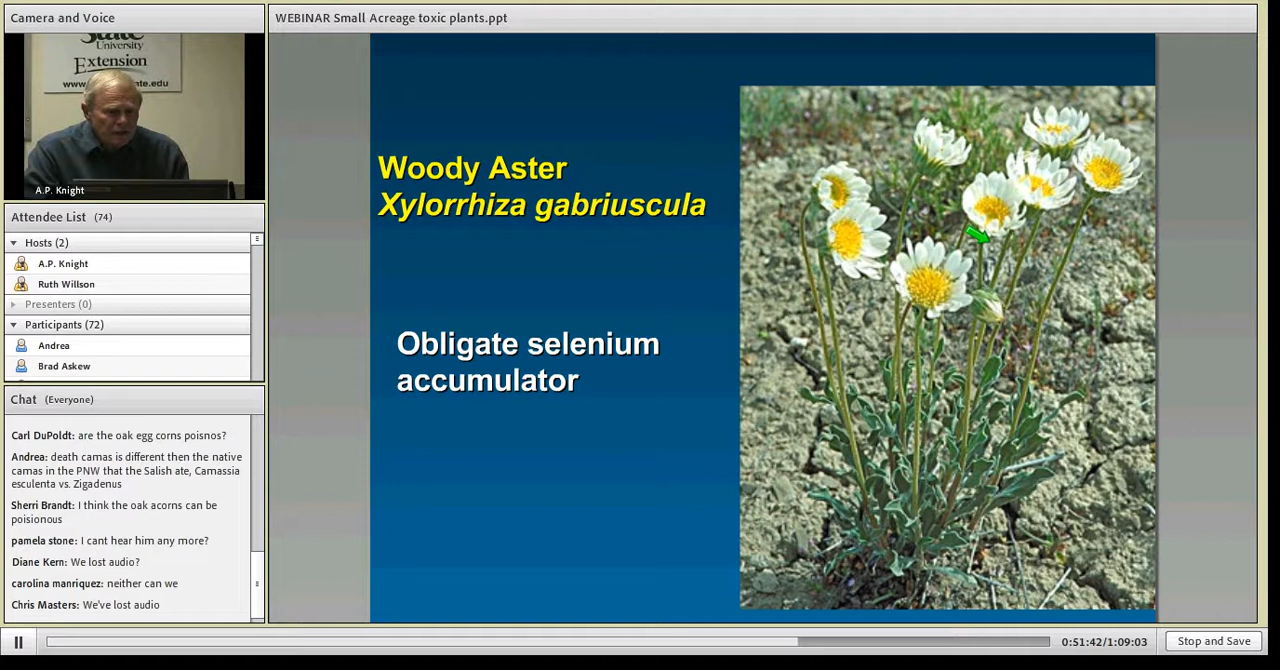 Camera and Voice
State
University
Extension
A.P. Knight
Attendee List (74)
Hosts (2)
A.P. Knight
Ruth Willson
Presenters (0)
Participants (72)
Andrea
Brad Askew
Chat (Everyone)
Carl DuPoldt: are the oak egg corns poisnos?
Andrea: death camas is different then the native
camas in the PNW that the Salish ate, Camassia
esculenta vs. Zigadenus
Sherri Brandt: I think the oak acorns can be
poisionous
pamela stone: I cant hear him any more?
Diane Kern: We lost audio?
carolina manriquez: neither can we
Chris Masters: We've lost audio
WEBINAR Small Acreage toxic plants.ppt
Woody Aster
Xylorrhiza gabriuscula
Obligate selenium
accumulator
0:51:42/1:09:03
Stop and Save